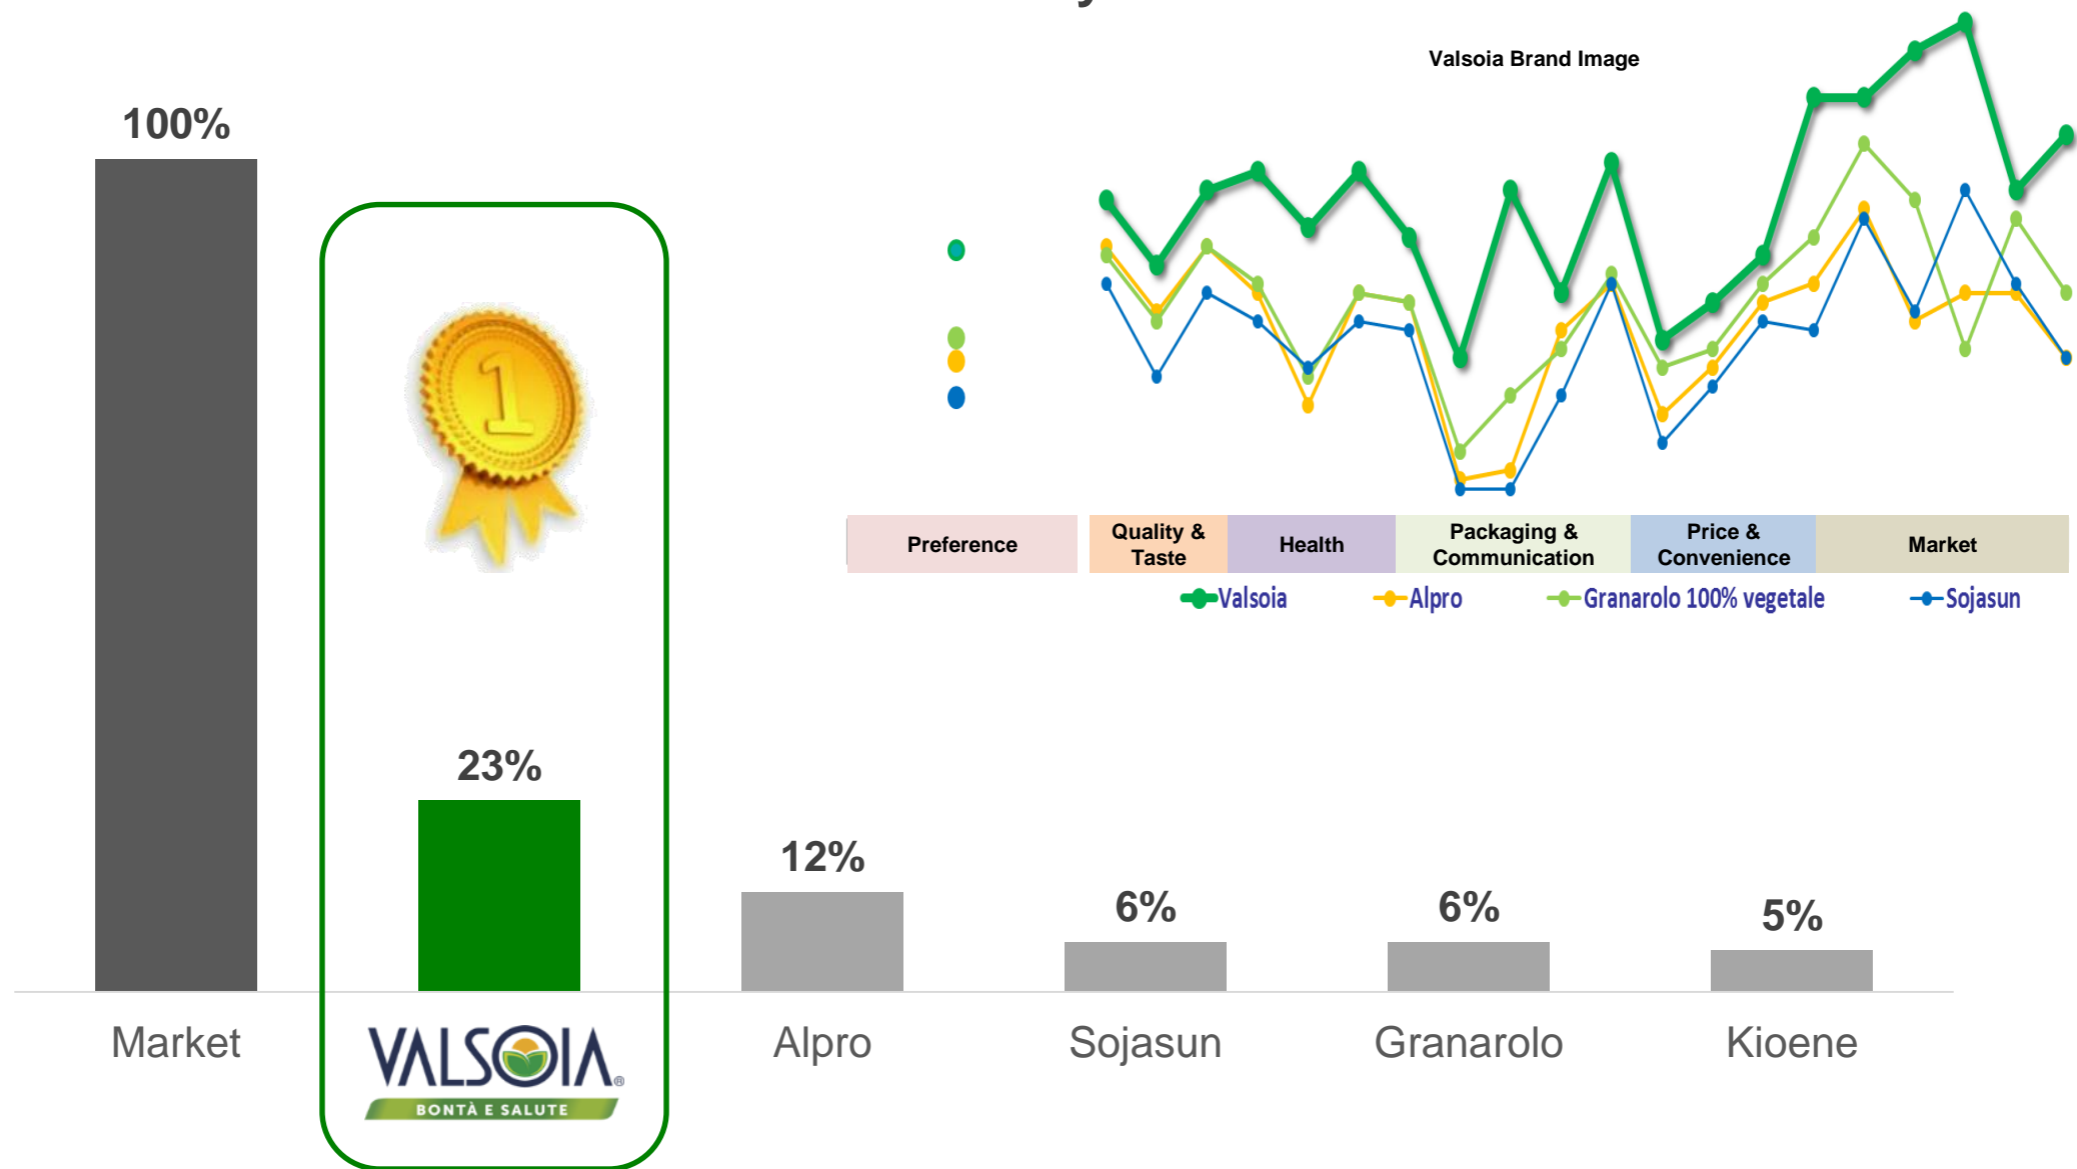 Valsoia Brand Image
100%
1
23%
12%
6%
6%
5%
Preference
Quality &
Taste
Health
Packaging &
Communication
Price &
Convenience
Market
Valsoia
Alpro
Granarolo 100% vegetale
Sojasun
Market
VALSOIA®
BONTÀ E SALUTE
Alpro
Sojasun
Granarolo
Kioene